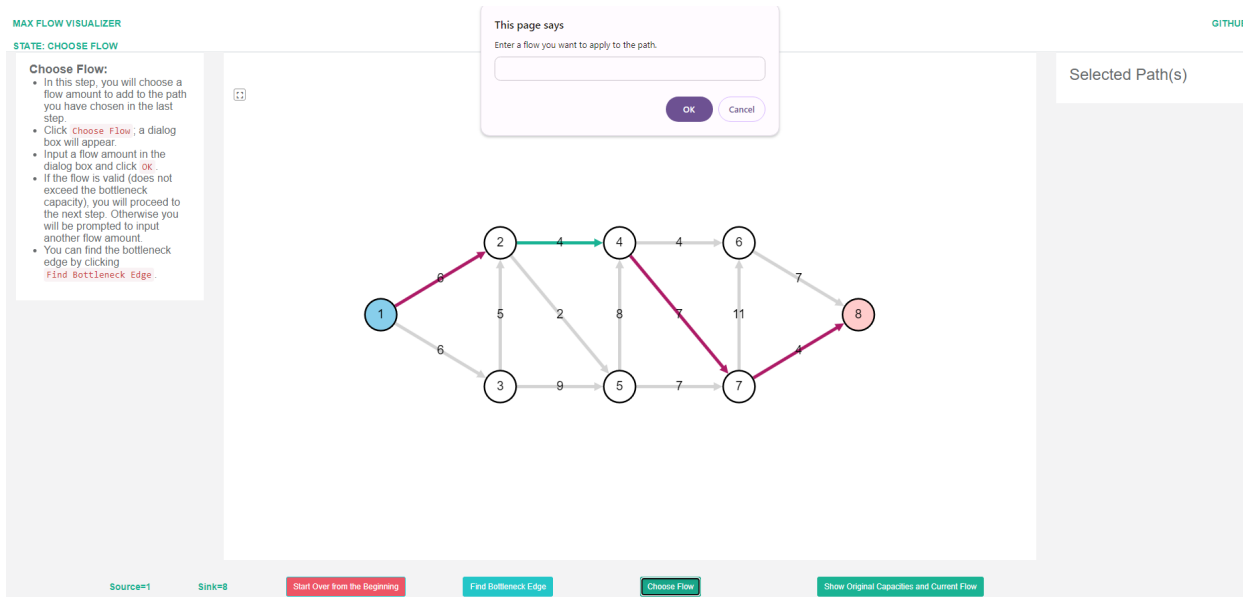 MAX FLOW VISUALIZER
STATE: CHOOSE FLOW
This page says
Enter a flow you want to apply to the path.
OK
Cancel
GITHU
Choose Flow:
• In this step, you will choose a
flow amount to add to the path
you have chosen in the last
step.
• Click Choose Flow ; a dialog
box will appear.
• Input a flow amount in the
dialog box and click OK .
• If the flow is valid (does not
exceed the bottleneck
capacity), you will proceed to
the next step. Otherwise you
will be prompted to input
another flow amount.
• You can find the bottleneck
edge by clicking
Find Bottleneck Edge .
Selected Path(s)
2 4 4 4 6
6 7
1 5 2 8 7 11 8
6 4
3 9 5 7 7
Source=1
Sink=8
Start Over from the Beginning
Find Bottleneck Edge
Choose Flow
Show Original Capacities and Current Flow